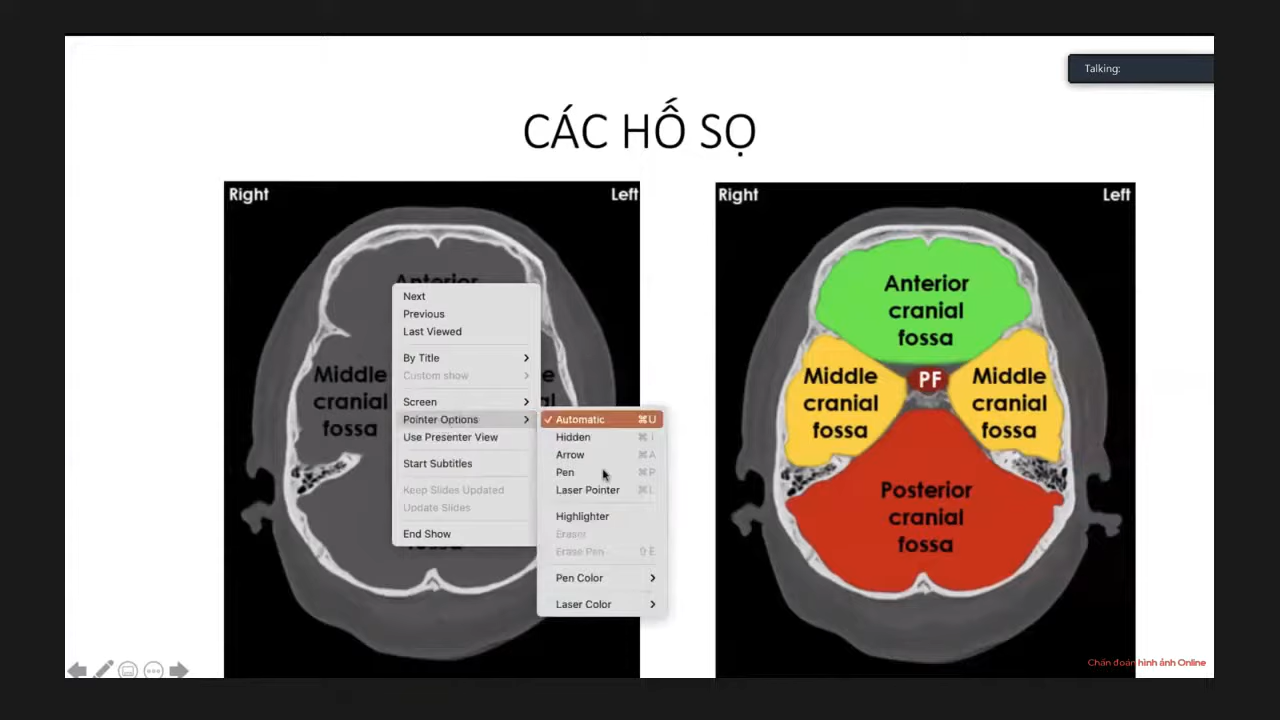 Talking:
CÁC HỐ SỌ
Right
Left
Anterior
Middle
cranial
fossa
Next
Previous
Last Viewed
By Title
Custom show
Screen
Pointer Options
Use Presenter View
Start Subtitles
Keep Slides Updated
Update Slides
End Show
Automatic ⌘U
Hidden ⌘I
Arrow ⌘A
Pen ⌘P
Laser Pointer ⌘L
Highlighter
Eraser
Erase Pen ⇧E
Pen Color
Laser Color
Right
Left
Anterior
cranial
fossa
Middle
cranial
fossa
PF
Middle
cranial
fossa
Posterior
cranial
fossa
Chẩn đoán hình ảnh Online